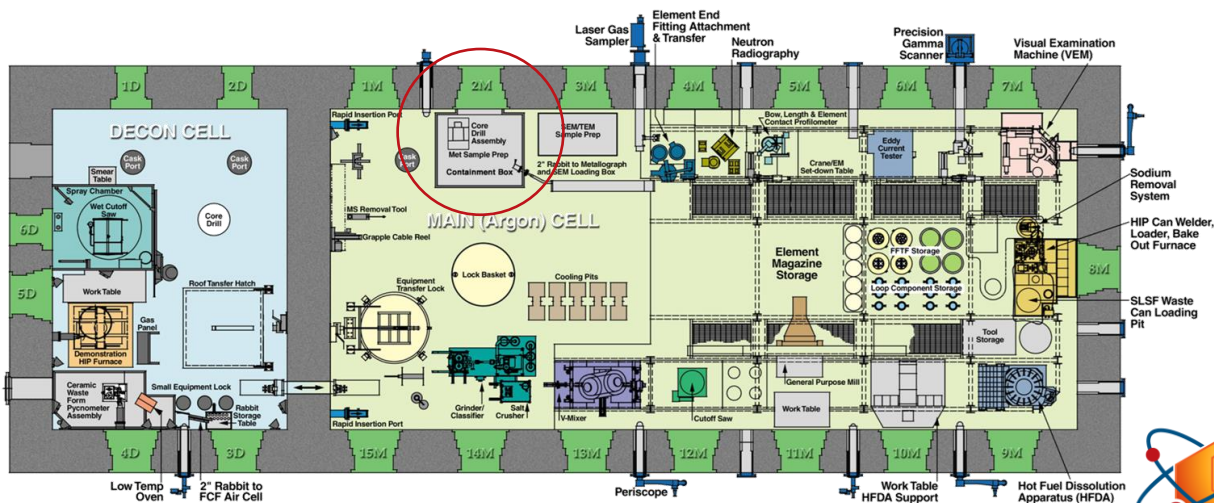 Laser Gas
Sampler
Element End
Fitting Attachment
& Transfer
Neutron
Radiography
Precision
Gamma
Scanner
Visual Examination
Machine (VEM)
1D
2D
1M
2M
3M
4M
5M
6M
7M
DECON CELL
Cask
Port
Cask
Port
Smear
Table
Spray Chamber
Wet Cutoff
Saw
Core
Drill
6D
5D
Work Table
Roof Tansfer Hatch
Gas
Panel
Demonstration
HIP Furnace
Ceramic
Waste
Form
Pycnometer
Assembly
Small Equipment Lock
Rabbit
Storage
Table
4D
3D
Low Temp
Oven
2" Rabbit to
FCF Air Cell
Rapid Insertion Port
Cask
Port
Core
Drill
Assembly
Met Sample Prep
Containment Box
SEM/TEM
Sample Prep
2" Rabbit to Metallograph
and SEM Loading Box
Bow, Length & Element
Contact Profilometer
Crane/EM
Set-down Table
Eddy
Current
Tester
MAIN (Argon) CELL
MS Removal Tool
Grapple Cable Reel
Lock Basket
Equipment
Transfer Lock
Cooling Pits
Element
Magazine
Storage
FFTF Storage
Loop Component Storage
Sodium
Removal
System
HIP Can Welder,
Loader, Bake
Out Furnace
8M
SLSF Waste
Can Loading
Pit
Tool
Storage
Grinder/
Classifier
Salt
Crusher
V-Mixer
Cutoff Saw
General Purpose Mill
Work Table
Rapid Insertion Port
15M
14M
13M
12M
11M
10M
9M
Periscope
Work Table
HFDA Support
Hot Fuel Dissolution
Apparatus (HFDA)